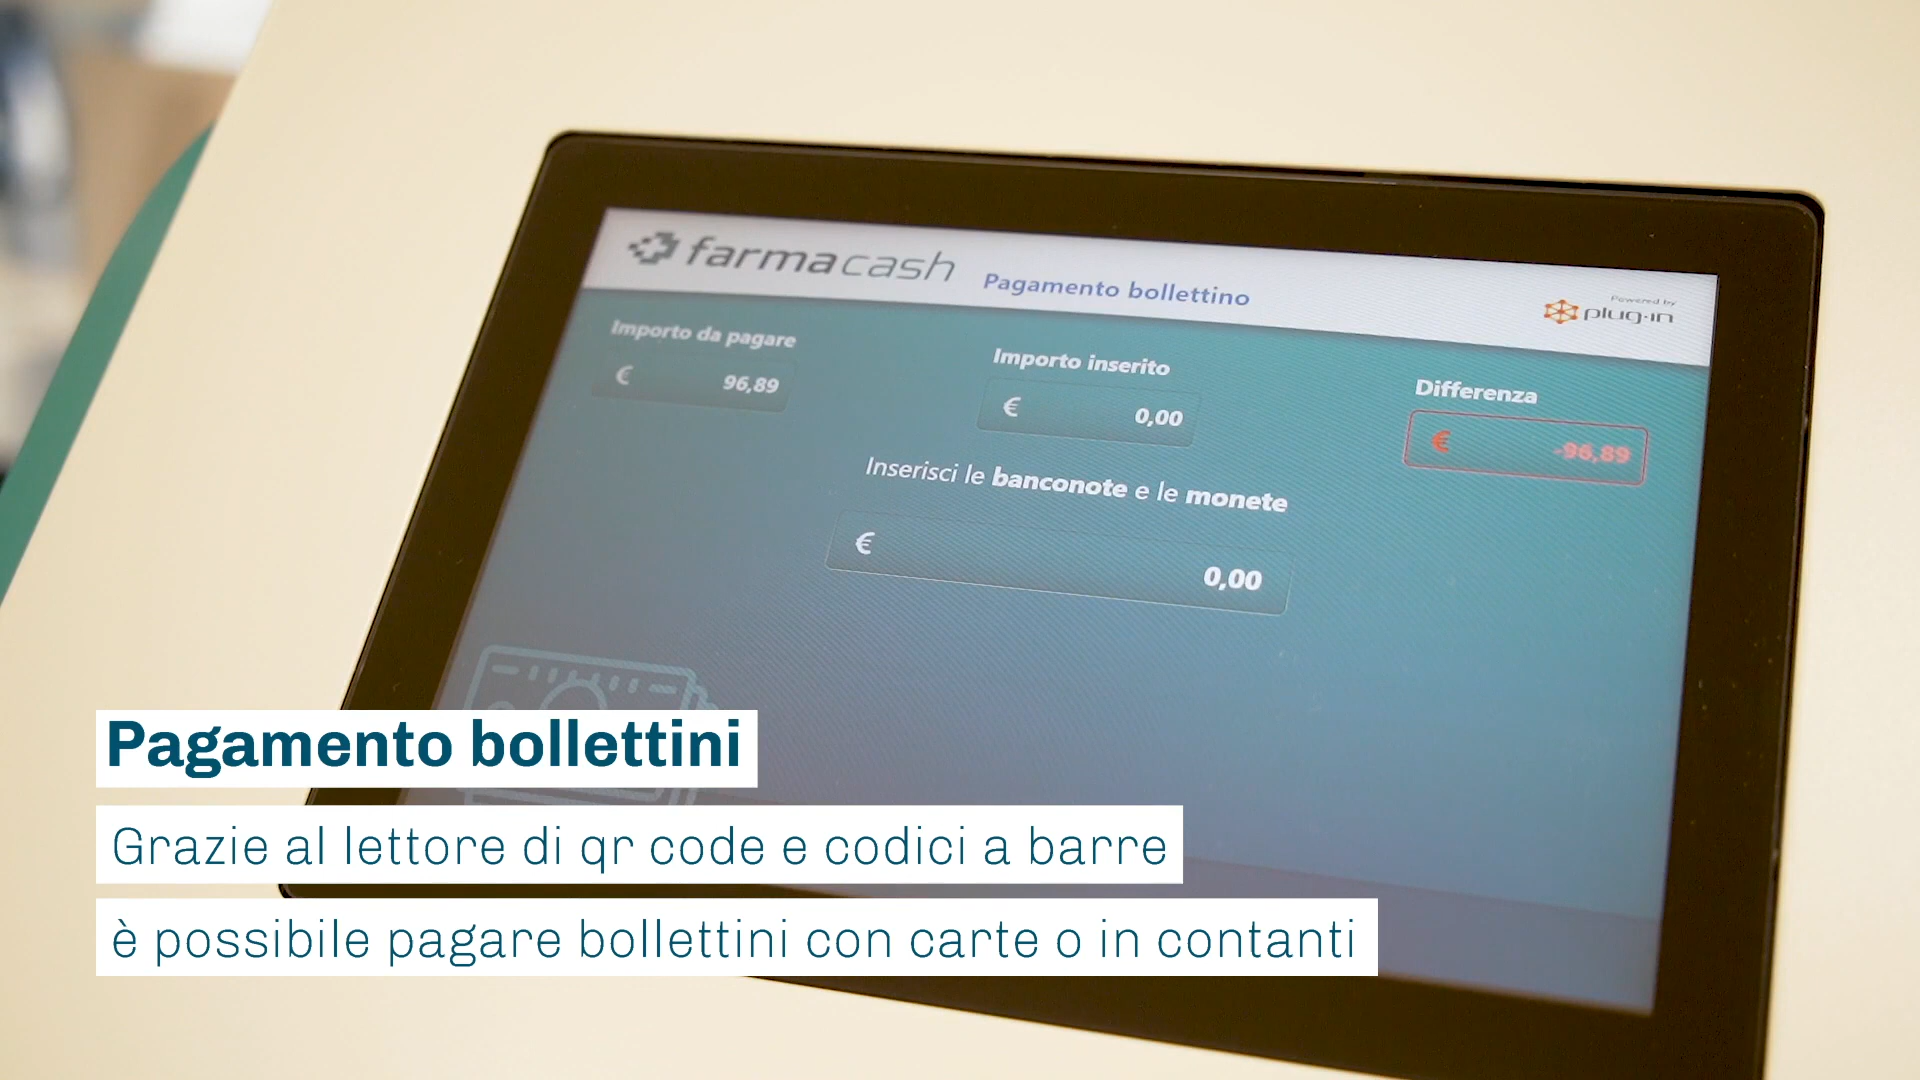 farmacash
Pagamento bollettino
Powered by
plug-in
Importo da pagare
€ 96,89
Importo inserito
€ 0,00
Differenza
€ -96,89
Inserisci le banconote e le monete
€ 0,00
Pagamento bollettini
Grazie al lettore di qr code e codici a barre
è possibile pagare bollettini con carte o in contanti